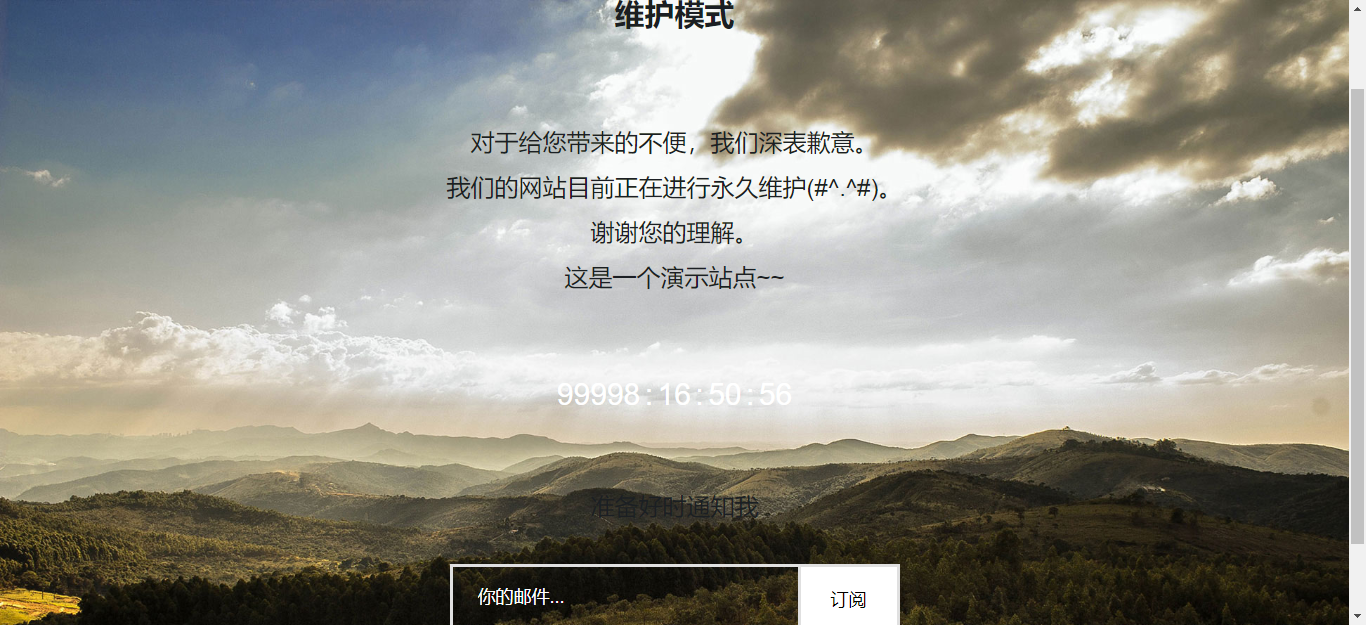 维护模式
对于给您带来的不便，我们深表歉意。
我们的网站目前正在进行永久维护(#^.^#)。
谢谢您的理解。
这是一个演示站点~~
99998:16:50:56
准备好时通知我
你的邮件...
订阅